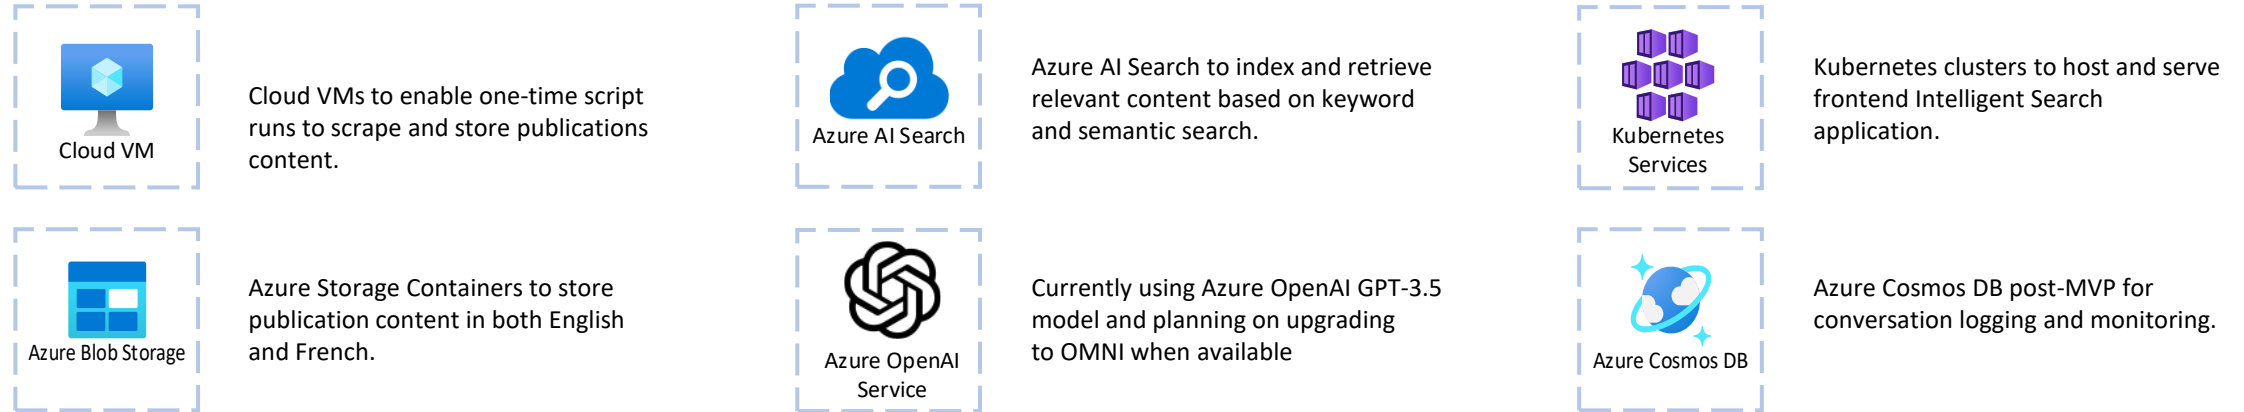 Cloud VM
Cloud VMs to enable one-time script
runs to scrape and store publications
content.
Azure AI Search
Azure AI Search to index and retrieve
relevant content based on keyword
and semantic search.
Kubernetes
Services
Kubernetes clusters to host and serve
frontend Intelligent Search
application.
Azure Blob Storage
Azure Storage Containers to store
publication content in both English
and French.
Azure OpenAI
Service
Currently using Azure OpenAI GPT-3.5
model and planning on upgrading
to OMNI when available
Azure Cosmos DB
Azure Cosmos DB post-MVP for
conversation logging and monitoring.